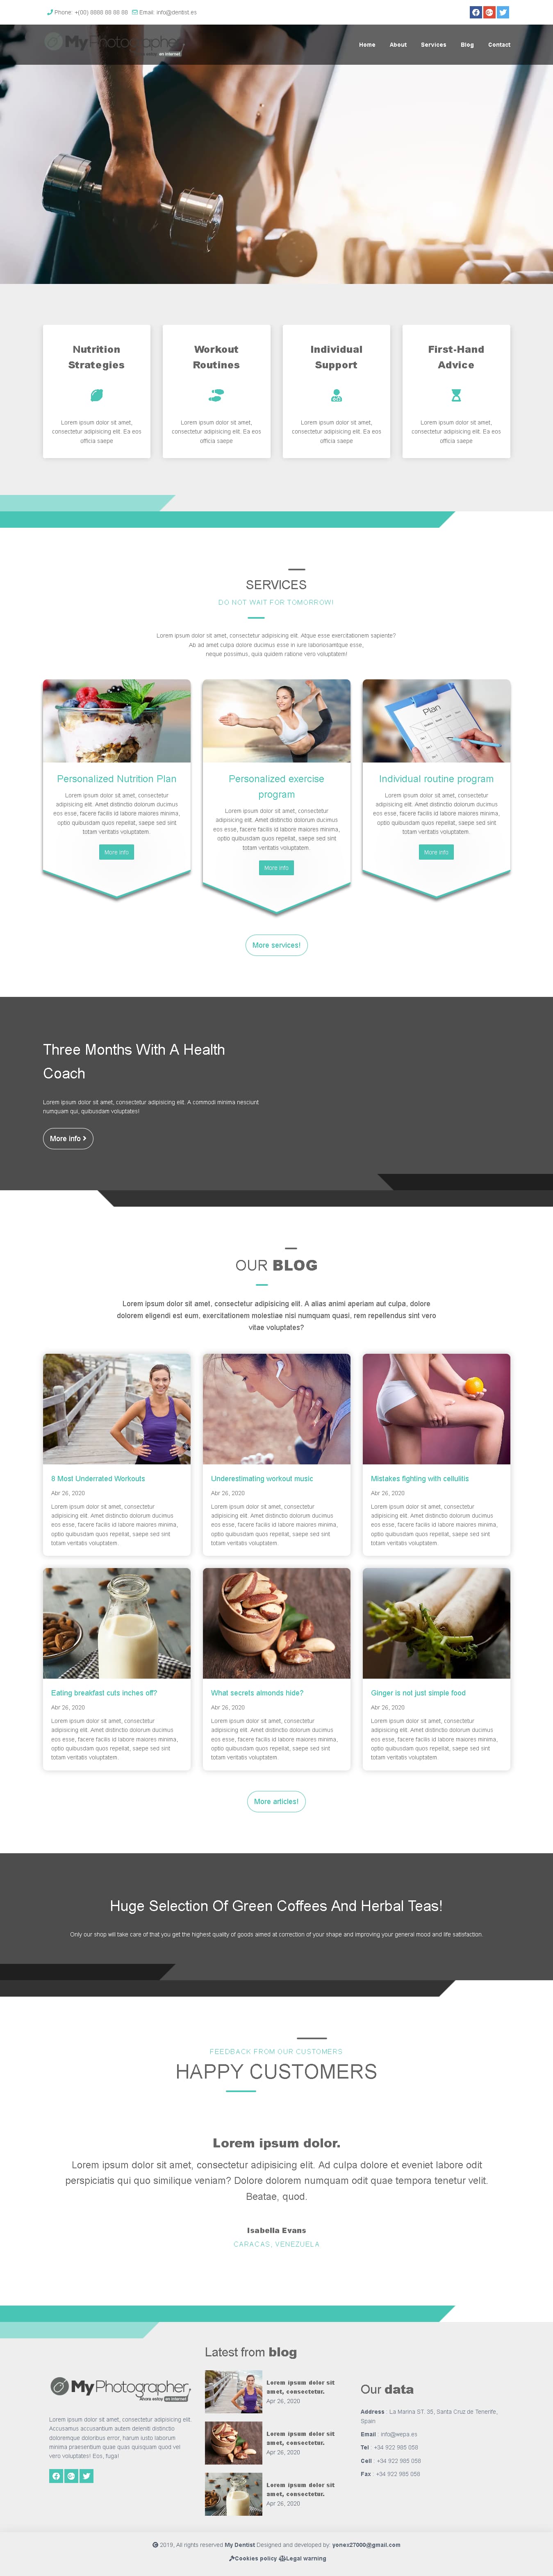 Phone: +(00) 8888 88 88 88 Email: info@dentist.es
MyPhotographer
on internet
Home About Services Blog Contact
Nutrition
Strategies
Lorem ipsum dolor sit amet,
consectetur adipisicing elit. Ea eos
officia saepe
Workout
Routines
Lorem ipsum dolor sit amet,
consectetur adipisicing elit. Ea eos
officia saepe
Individual
Support
Lorem ipsum dolor sit amet,
consectetur adipisicing elit. Ea eos
officia saepe
First-Hand
Advice
Lorem ipsum dolor sit amet,
consectetur adipisicing elit. Ea eos
officia saepe
SERVICES
DO NOT WAIT FOR TOMORROW!
Lorem ipsum dolor sit amet, consectetur adipisicing elit. Atque esse exercitationem sapiente?
Ab ad amet culpa dolore ducimus esse in iure laboriosamtque esse,
neque possimus, quia quidem ratione vero voluptatem!
Personalized Nutrition Plan
Lorem ipsum dolor sit amet, consectetur
adipisicing elit. Amet distinctio dolorum ducimus
eos esse, facere facilis id labore maiores minima,
optio quibusdam quos repellat, saepe sed sint
totam veritatis voluptatem.
More info
Plan
Personalized exercise
program
Lorem ipsum dolor sit amet, consectetur
adipisicing elit. Amet distinctio dolorum ducimus
eos esse, facere facilis id labore maiores minima,
optio quibusdam quos repellat, saepe sed sint
totam veritatis voluptatem.
More info
Individual routine program
Lorem ipsum dolor sit amet, consectetur
adipisicing elit. Amet distinctio dolorum ducimus
eos esse, facere facilis id labore maiores minima,
optio quibusdam quos repellat, saepe sed sint
totam veritatis voluptatem.
More info
More services!
Three Months With A Health
Coach
Lorem ipsum dolor sit amet, consectetur adipisicing elit. A commodi minima nesciunt
numquam qui, quibusdam voluptates!
More info
OUR BLOG
Lorem ipsum dolor sit amet, consectetur adipisicing elit. A alias animi aperiam aut culpa, dolore
dolorem eligendi est eum, exercitationem molestiae nisi numquam quasi, rem repellendus sint vero
vitae voluptates?
8 Most Underrated Workouts
Abr 26, 2020
Lorem ipsum dolor sit amet, consectetur
adipisicing elit. Amet distinctio dolorum ducimus
eos esse, facere facilis id labore maiores minima,
optio quibusdam quos repellat, saepe sed sint
totam veritatis voluptatem.
Underestimating workout music
Abr 26, 2020
Lorem ipsum dolor sit amet, consectetur
adipisicing elit. Amet distinctio dolorum ducimus
eos esse, facere facilis id labore maiores minima,
optio quibusdam quos repellat, saepe sed sint
totam veritatis voluptatem.
Mistakes fighting with cellulitis
Abr 26, 2020
Lorem ipsum dolor sit amet, consectetur
adipisicing elit. Amet distinctio dolorum ducimus
eos esse, facere facilis id labore maiores minima,
optio quibusdam quos repellat, saepe sed sint
totam veritatis voluptatem.
Eating breakfast cuts inches off?
Abr 26, 2020
Lorem ipsum dolor sit amet, consectetur
adipisicing elit. Amet distinctio dolorum ducimus
eos esse, facere facilis id labore maiores minima,
optio quibusdam quos repellat, saepe sed sint
totam veritatis voluptatem.
What secrets almonds hide?
Abr 26, 2020
Lorem ipsum dolor sit amet, consectetur
adipisicing elit. Amet distinctio dolorum ducimus
eos esse, facere facilis id labore maiores minima,
optio quibusdam quos repellat, saepe sed sint
totam veritatis voluptatem.
Ginger is not just simple food
Abr 26, 2020
Lorem ipsum dolor sit amet, consectetur
adipisicing elit. Amet distinctio dolorum ducimus
eos esse, facere facilis id labore maiores minima,
optio quibusdam quos repellat, saepe sed sint
totam veritatis voluptatem.
More articles!
Huge Selection Of Green Coffees And Herbal Teas!
Only our shop will take care of that you get the highest quality of goods aimed at correction of your shape and improving your general mood and life satisfaction.
FEEDBACK FROM OUR CUSTOMERS
HAPPY CUSTOMERS
Lorem ipsum dolor.
Lorem ipsum dolor sit amet, consectetur adipisicing elit. Ad culpa dolore et eveniet labore odit
perspiciatis qui quo similique veniam? Dolore dolorem numquam odit quae tempora tenetur velit.
Beatae, quod.
Isabella Evans
CARACAS, VENEZUELA
MyPhotographer
Ahora estoy on internet
Lorem ipsum dolor sit amet, consectetur adipisicing elit.
Accusamus accusantium autem deleniti distinctio
doloremque doloribus error, harum iusto laborum
minima praesentium quae quas quisquam quod vel
vero voluptates! Eos, fuga!
Latest from blog
Lorem ipsum dolor sit
amet, consectetur.
Apr 26, 2020
Lorem ipsum dolor sit
amet, consectetur.
Apr 26, 2020
Lorem ipsum dolor sit
amet, consectetur.
Apr 26, 2020
Our data
Address : La Marina ST. 35, Santa Cruz de Tenerife,
Spain
Email : info@wepa.es
Tel : +34 922 985 058
Cell : +34 922 985 058
Fax : +34 922 985 058
2019, All rights reserved My Dentist Designed and developed by: yonex27000@gmail.com
Cookies policy Legal warning